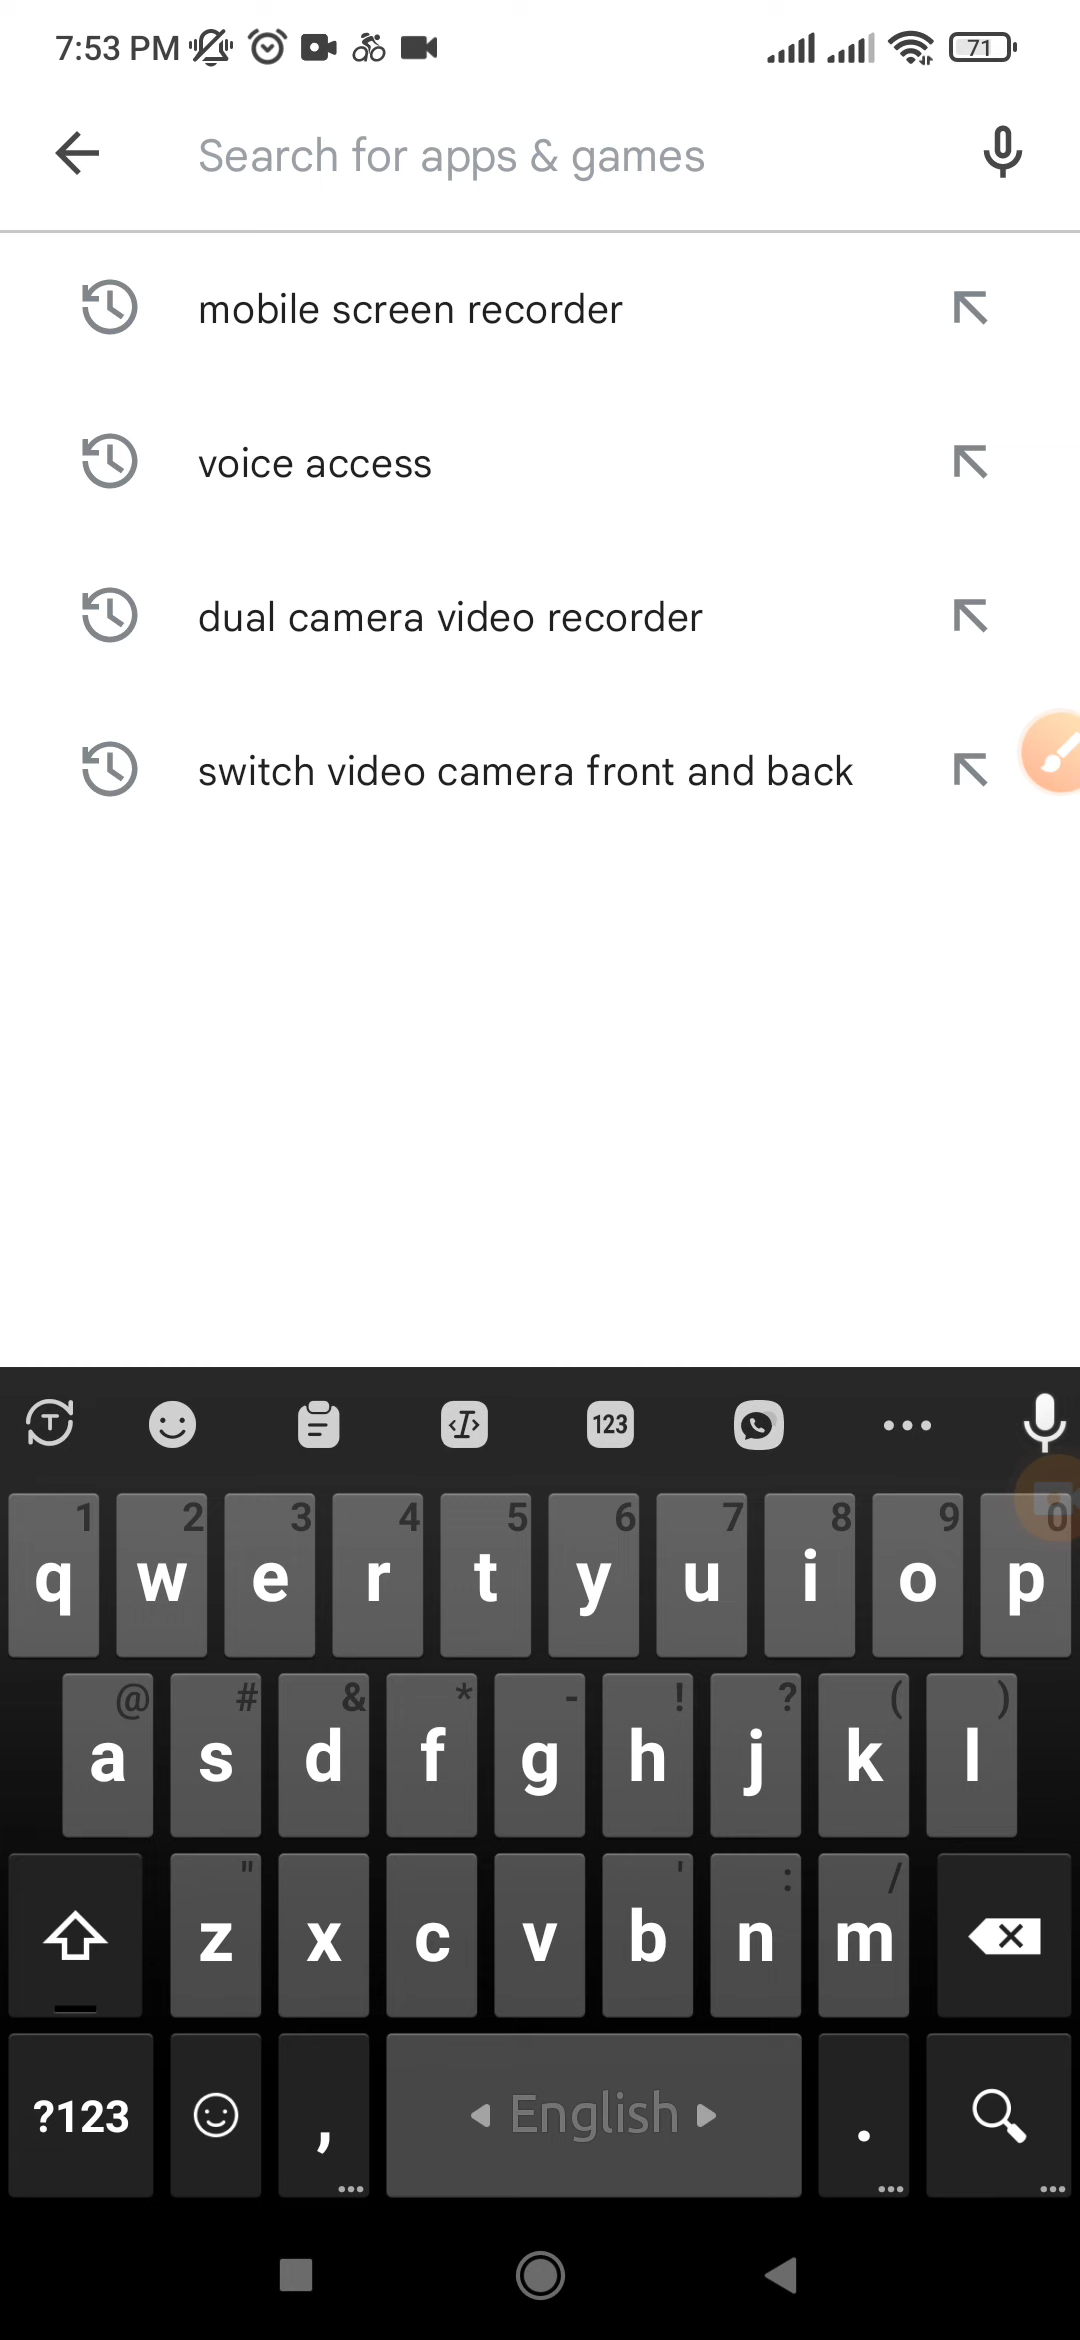 7:53 PM 71
Search for apps & games
mobile screen recorder
voice access
dual camera video recorder
switch video camera front and back
T 123
1 2 3 4 5 6 7 8 9 0
q w e r t y u i o p
@ # & * - ! ? ( )
a s d f g h j k l
" ' : /
z x c v b n m
?123 , English .